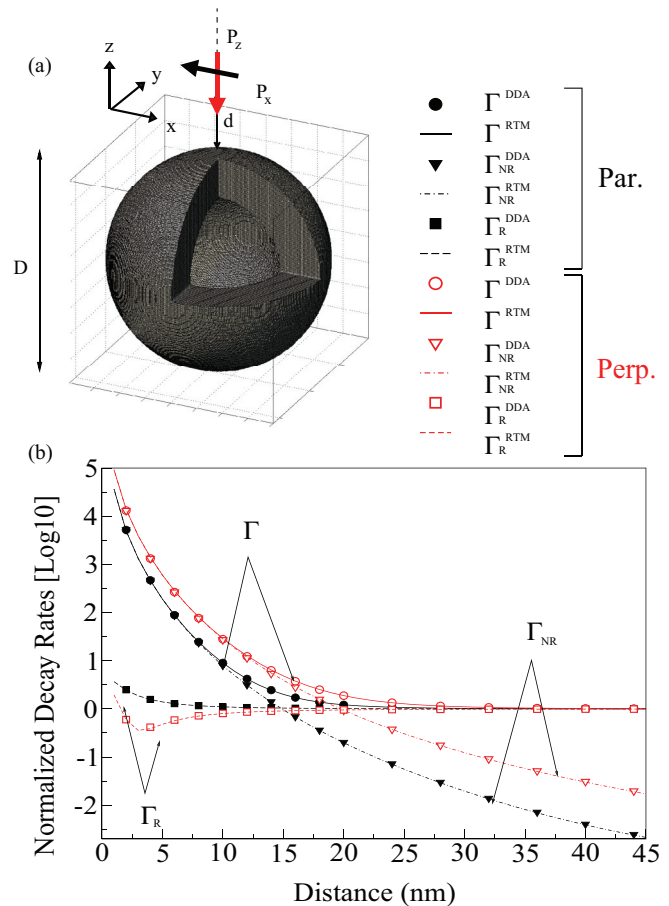 (a)
P_z
z
y
x
P_x
d
D
Γ^DDA
Γ^RTM
Γ_NR^DDA
Γ_NR^RTM
Γ_R^DDA
Γ_R^RTM
Par.
Γ^DDA
Γ^RTM
Γ_NR^DDA
Γ_NR^RTM
Γ_R^DDA
Γ_R^RTM
Perp.
(b)
Normalized Decay Rates [Log10]
5
4
3
2
1
0
-1
-2
Γ
Γ_NR
Γ_R
0 5 10 15 20 25 30 35 40 45
Distance (nm)